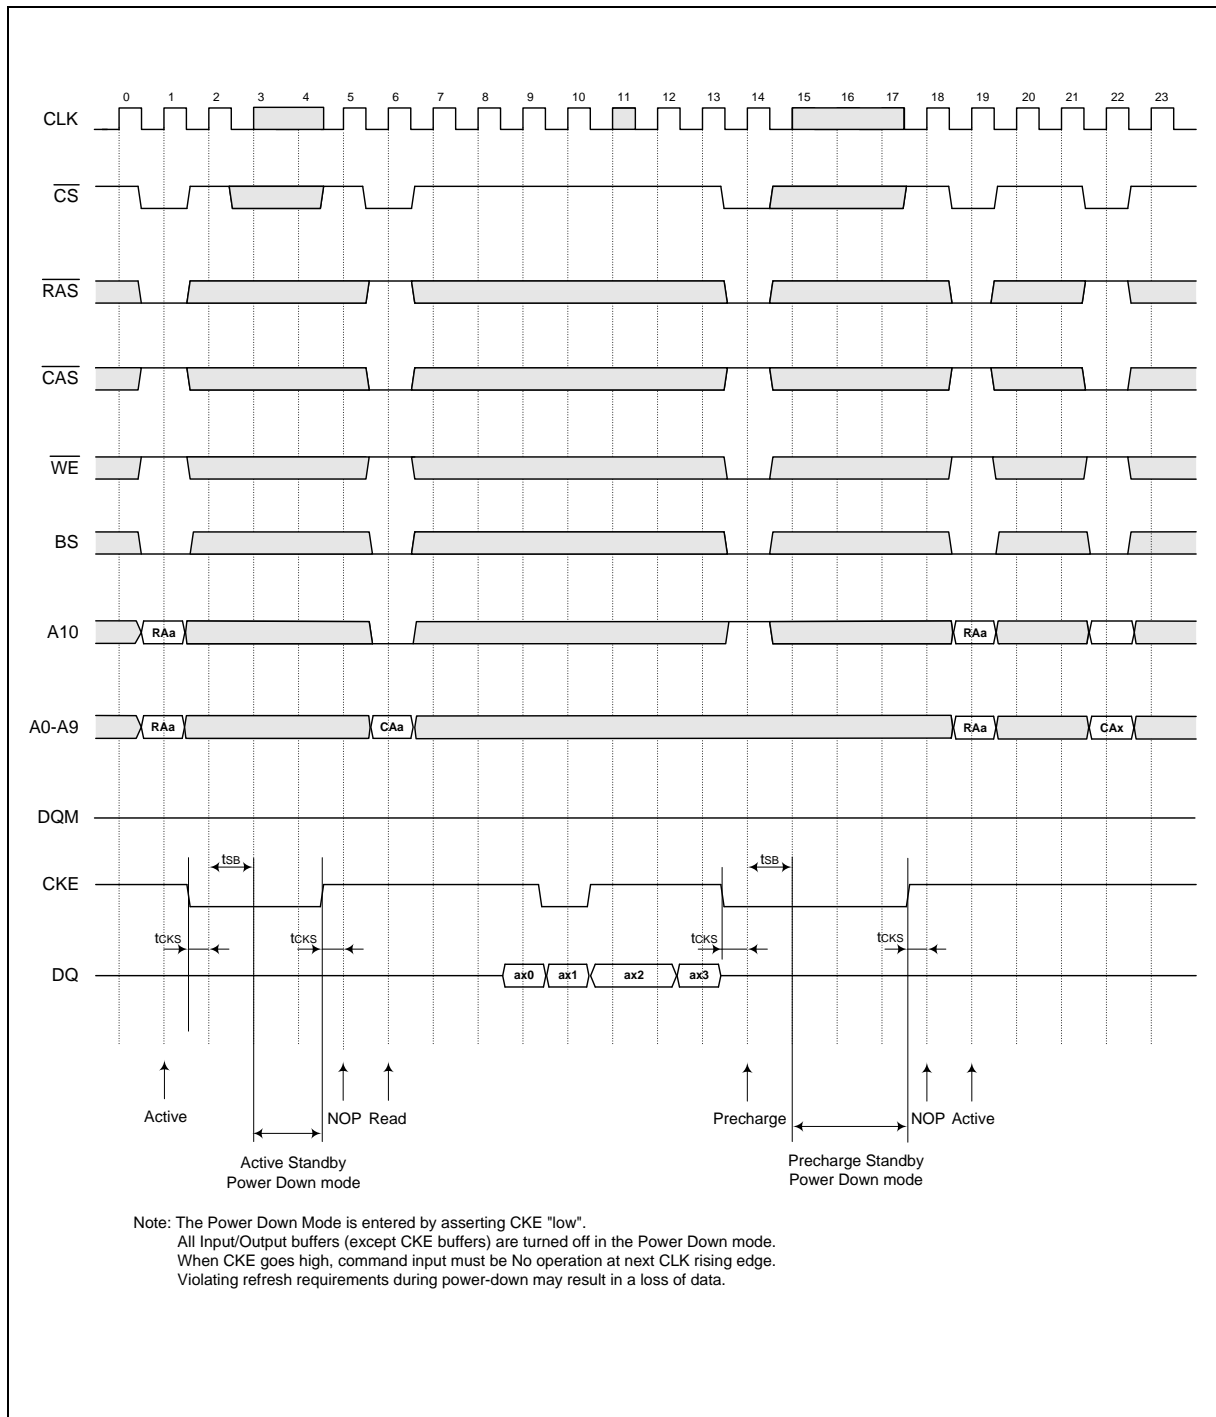 0 1 2 3 4 5 6 7 8 9 10 11 12 13 14 15 16 17 18 19 20 21 22 23
CLK
CS
RAS
CAS
WE
BS
A10 RAa RAa
A0-A9 RAa CAa RAa CAx
DQM
tSB tSB
CKE
tCKS tCKS tCKS tCKS
DQ ax0 ax1 ax2 ax3
Active NOP Read Precharge NOP Active
Active Standby
Power Down mode
Precharge Standby
Power Down mode
Note: The Power Down Mode is entered by asserting CKE "low".
All Input/Output buffers (except CKE buffers) are turned off in the Power Down mode.
When CKE goes high, command input must be No operation at next CLK rising edge.
Violating refresh requirements during power-down may result in a loss of data.